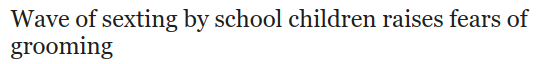 Wave of sexting by school children raises fears of
grooming